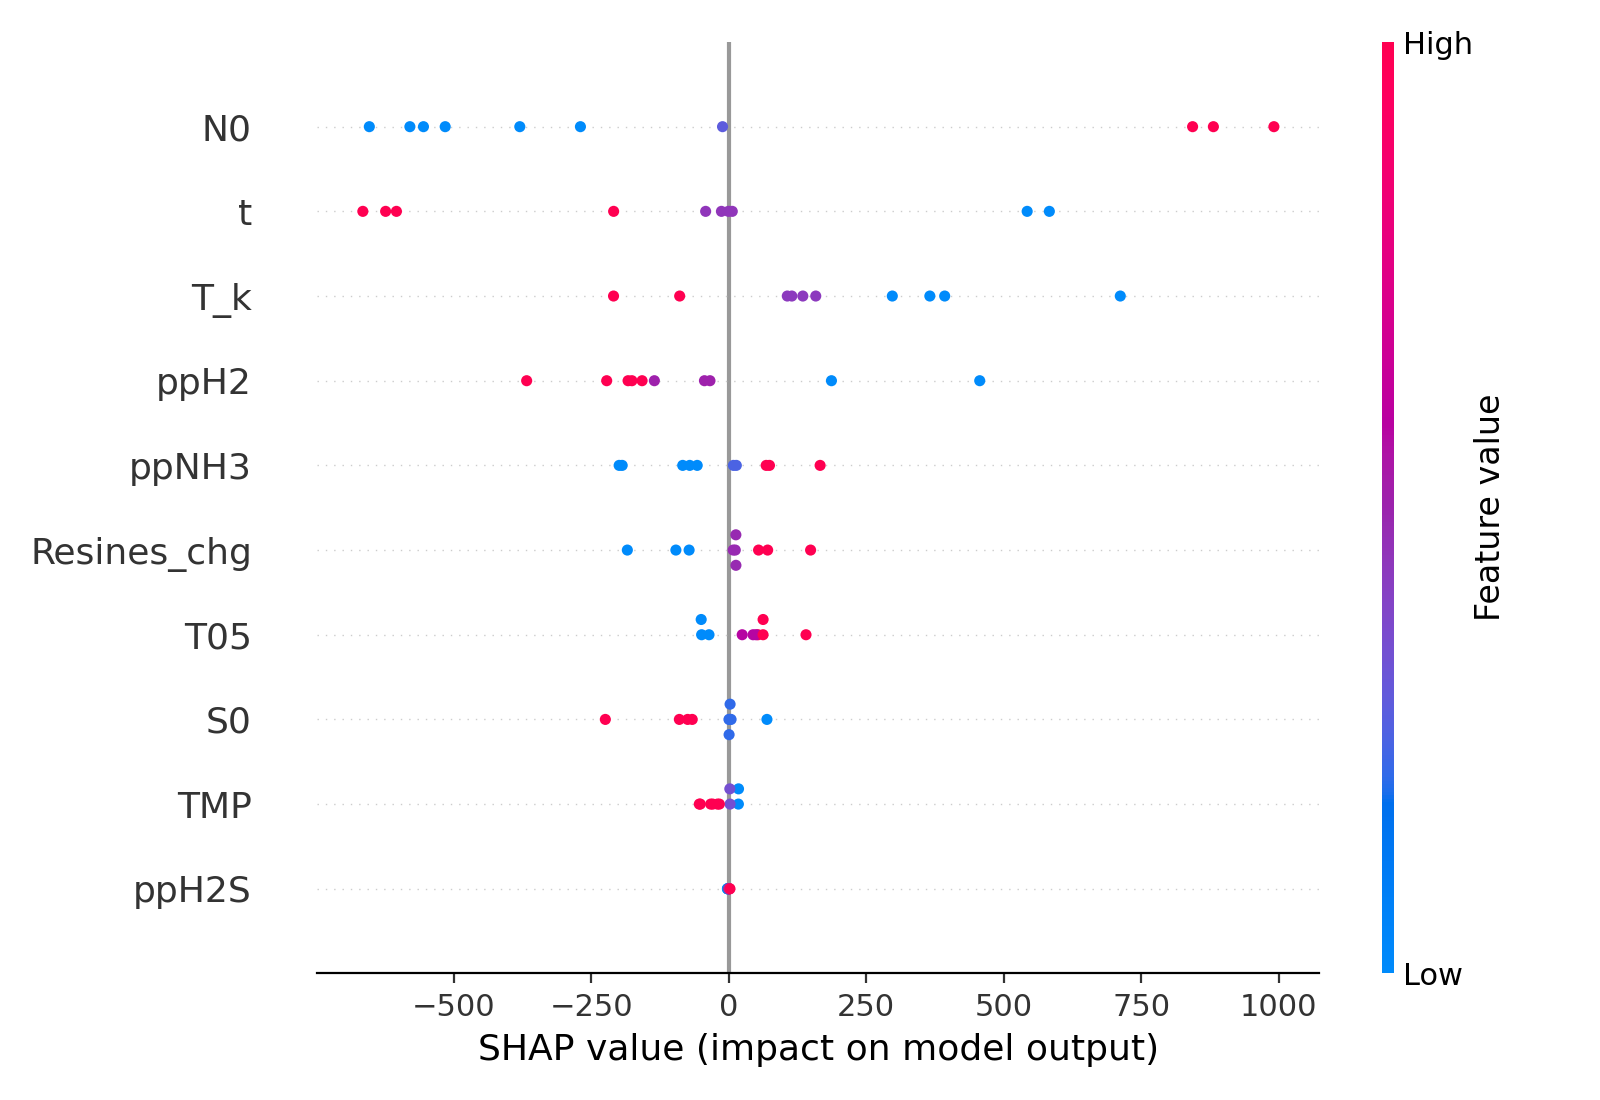 High
N0
t
T_k
ppH2
ppNH3
Resines_chg
T05
S0
TMP
ppH2S
Feature value
Low
−500 −250 0 250 500 750 1000
SHAP value (impact on model output)